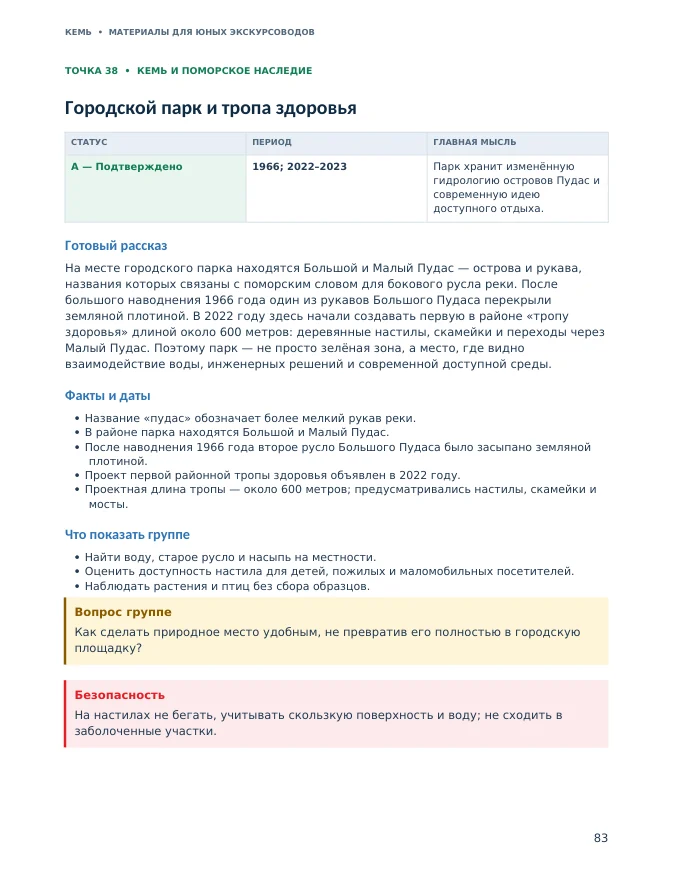 КЕМЬ • МАТЕРИАЛЫ ДЛЯ ЮНЫХ ЭКСКУРСОВОДОВ
ТОЧКА 38 • КЕМЬ И ПОМОРСКОЕ НАСЛЕДИЕ
Городской парк и тропа здоровья
СТАТУС ПЕРИОД ГЛАВНАЯ МЫСЛЬ
А — Подтверждено 1966; 2022–2023 Парк хранит изменённую
гидрологию островов Пудас и
современную идею
доступного отдыха.
Готовый рассказ
На месте городского парка находятся Большой и Малый Пудас — острова и рукава,
названия которых связаны с поморским словом для бокового русла реки. После
большого наводнения 1966 года один из рукавов Большого Пудаса перекрыли
земляной плотиной. В 2022 году здесь начали создавать первую в районе «тропу
здоровья» длиной около 600 метров: деревянные настилы, скамейки и переходы через
Малый Пудас. Поэтому парк — не просто зелёная зона, а место, где видно
взаимодействие воды, инженерных решений и современной доступной среды.
Факты и даты
• Название «пудас» обозначает более мелкий рукав реки.
• В районе парка находятся Большой и Малый Пудас.
• После наводнения 1966 года второе русло Большого Пудаса было засыпано земляной
плотиной.
• Проект первой районной тропы здоровья объявлен в 2022 году.
• Проектная длина тропы — около 600 метров; предусматривались настилы, скамейки и
мосты.
Что показать группе
• Найти воду, старое русло и насыпь на местности.
• Оценить доступность настила для детей, пожилых и маломобильных посетителей.
• Наблюдать растения и птиц без сбора образцов.
Вопрос группе
Как сделать природное место удобным, не превратив его полностью в городскую
площадку?
Безопасность
На настилах не бегать, учитывать скользкую поверхность и воду; не сходить в
заболоченные участки.
83